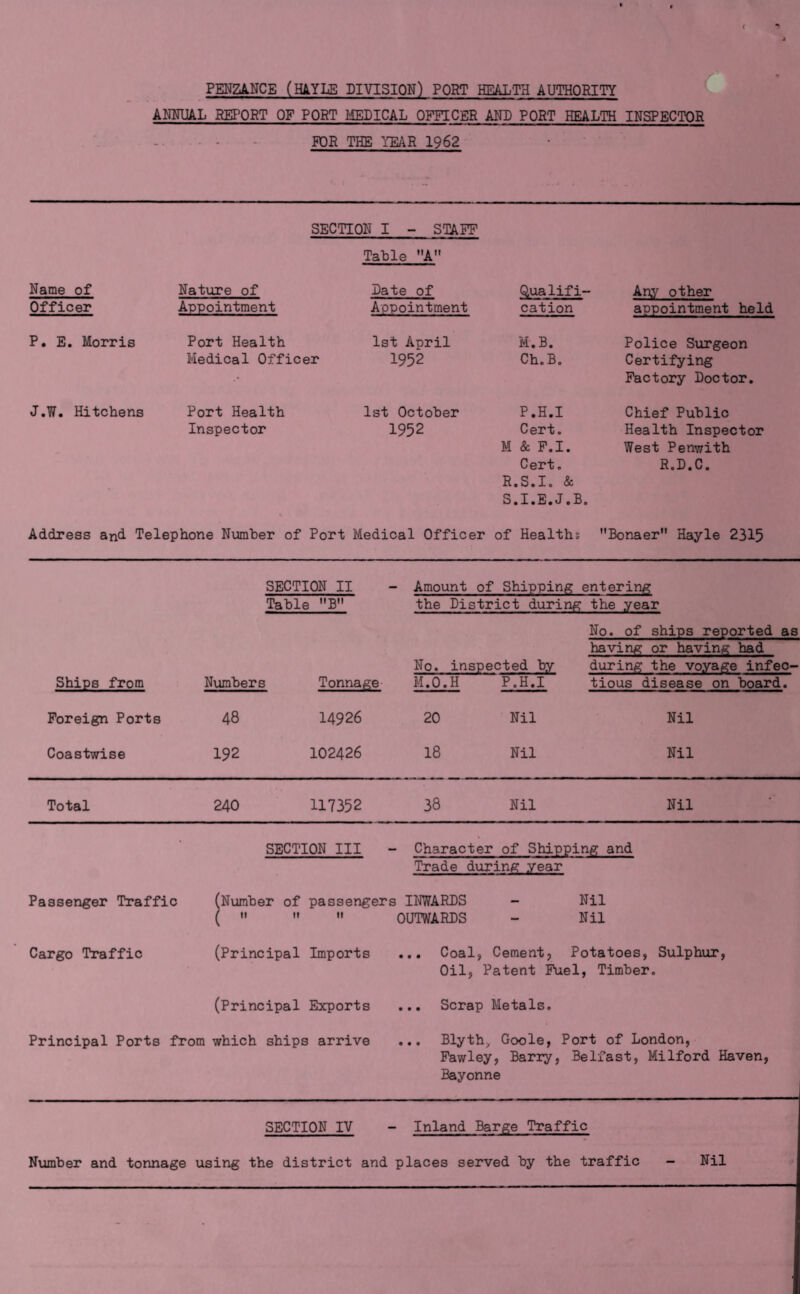 PENZANCE (HAYLE DIVISION) PORT HEALTH AUTHORITY
ANNUAL REPORT OF PORT MEDICAL OFFICER AND PORT HEALTH INSPECTOR
FOR THE YEAR 1962
SECTION I - STAFF
Table "A"
Name of Nature of Date of Qualifi- Any other
Officer Appointment Appointment cation appointment held
P. E. Morris Port Health 1st April M.B. Police Surgeon
Medical Officer 1952 Ch.B. Certifying
Factory Doctor.
J.W. Hitchens Port Health 1st October P.H.I Chief Public
Inspector 1952 Cert. Health Inspector
M & F.I. West Penwith
Cert. R.D.C.
R.S.I. &
S.I.E.J.B.
Address and Telephone Number of Port Medical Officer of Health: "Bonaer" Hayle 2315
SECTION II - Amount of Shipping entering
Table "B" the District during the year
No. of ships reported as
having or having had
No. inspected by during the voyage infec-
Ships from Numbers Tonnage M.O.H P.H.I tious disease on board.
Foreign Ports 48 14926 20 Nil Nil
Coastwise 192 102426 18 Nil Nil
Total 240 117352 38 Nil Nil
SECTION III - Character of Shipping and
Trade during year
Passenger Traffic (Number of passengers INWARDS - Nil
( " " " OUTWARDS - Nil
Cargo Traffic (Principal Imports ... Coal, Cement, Potatoes, Sulphur,
Oil, Patent Fuel, Timber.
(Principal Exports ... Scrap Metals.
Principal Ports from which ships arrive ... Blyth, Goole, Port of London,
Fawley, Barry, Belfast, Milford Haven,
Bayonne
SECTION IV - Inland Barge Traffic
Number and tonnage using the district and places served by the traffic - Nil